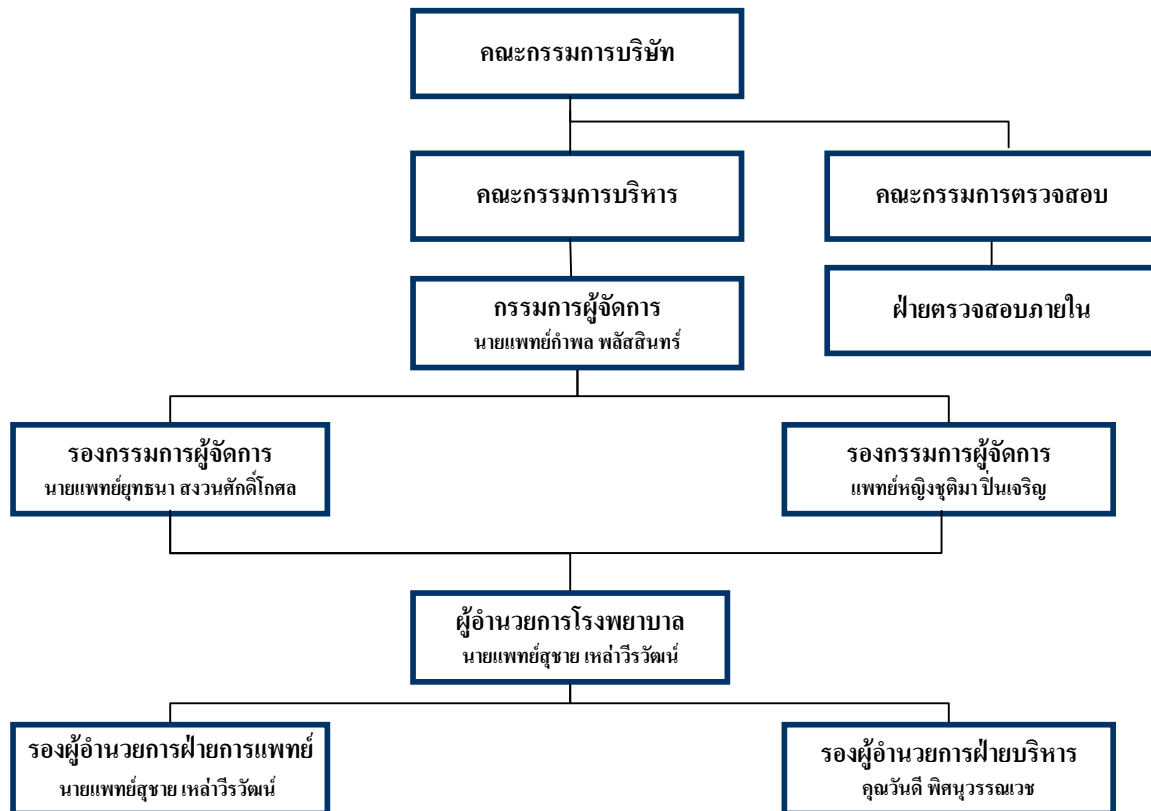 คณะกรรมการบริษัท
คณะกรรมการบริหาร
คณะกรรมการตรวจสอบ
กรรมการผู้จัดการ
นายแพทย์กำพล พลัสสินทร์
ฝ่ายตรวจสอบภายใน
รองกรรมการผู้จัดการ
นายแพทย์ยุทธนา สงวนศักดิ์โกศล
รองกรรมการผู้จัดการ
แพทย์หญิงชุติมา ปิ่นเจริญ
ผู้อำนวยการโรงพยาบาล
นายแพทย์สุชาย เหล่าวีรวัฒน์
รองผู้อำนวยการฝ่ายการแพทย์
นายแพทย์สุชาย เหล่าวีรวัฒน์
รองผู้อำนวยการฝ่ายบริหาร
คุณวันดี พิศนุวรรณเวช